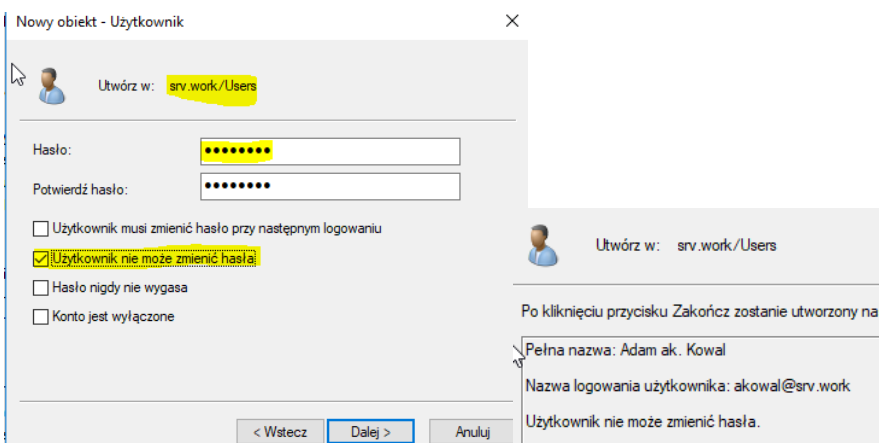 Nowy obiekt - Użytkownik
Utwórz w: srv.work/Users
Hasło: ••••••••
Potwierdź hasło: ••••••••
Użytkownik musi zmienić hasło przy następnym logowaniu
Użytkownik nie może zmienić hasła
Hasło nigdy nie wygasa
Konto jest wyłączone
< Wstecz Dalej > Anuluj
Utwórz w: srv.work/Users
Po kliknięciu przycisku Zakończ zostanie utworzony na
Pełna nazwa: Adam ak. Kowal
Nazwa logowania użytkownika: akowal@srv.work
Użytkownik nie może zmienić hasła.